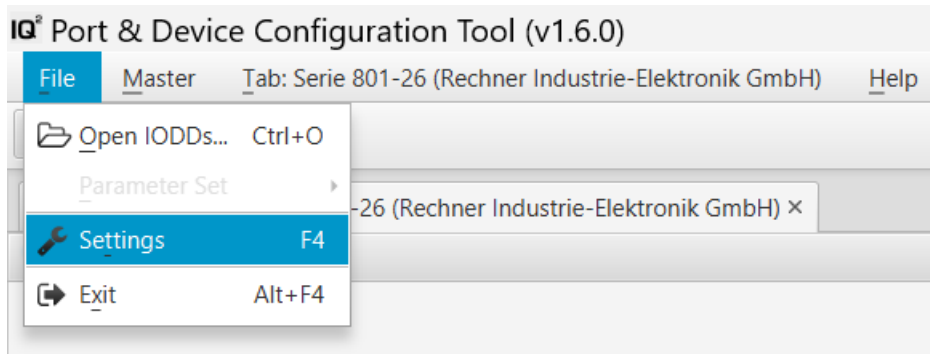 IQ² Port & Device Configuration Tool (v1.6.0)
File Master Tab: Serie 801-26 (Rechner Industrie-Elektronik GmbH) Help
Open IODDs... Ctrl+O
Parameter Set
-26 (Rechner Industrie-Elektronik GmbH) ×
Settings F4
Exit Alt+F4